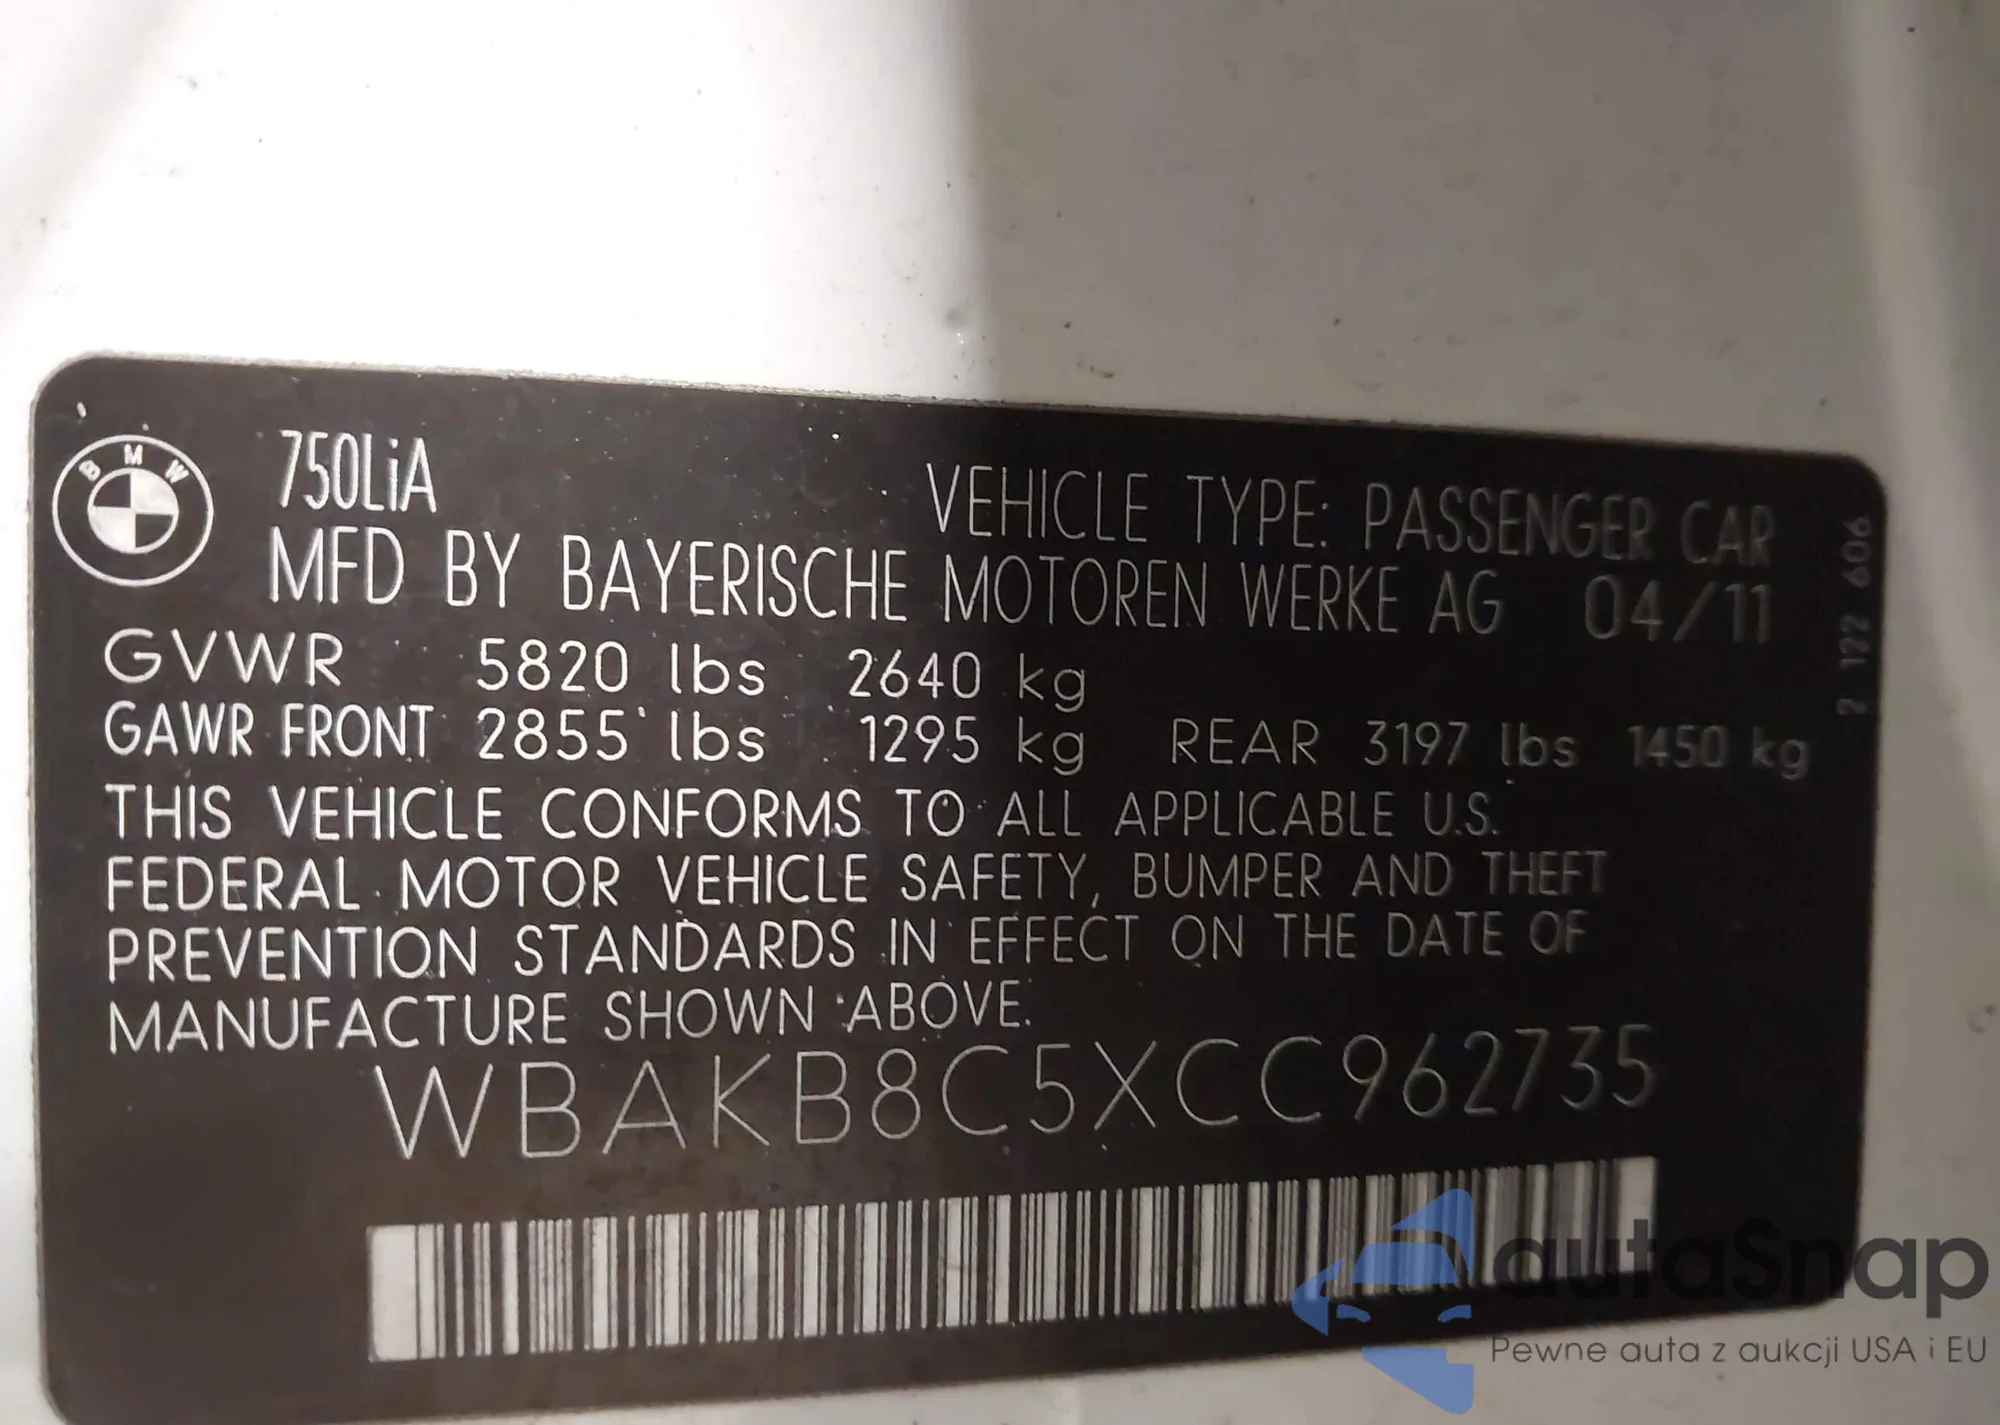 BMW
750LiA
VEHICLE TYPE: PASSENGER CAR
MFD BY BAYERISCHE MOTOREN WERKE AG 04/11
GVWR 5820 lbs 2640 kg
GAWR FRONT 2855 lbs 1295 kg REAR 3197 lbs 1450 kg
THIS VEHICLE CONFORMS TO ALL APPLICABLE U.S.
FEDERAL MOTOR VEHICLE SAFETY, BUMPER AND THEFT
PREVENTION STANDARDS IN EFFECT ON THE DATE OF
MANUFACTURE SHOWN ABOVE.
WBAKB8C5XCC962735
2 122 606
autaSnap
Pewne auta z aukcji USA i EU